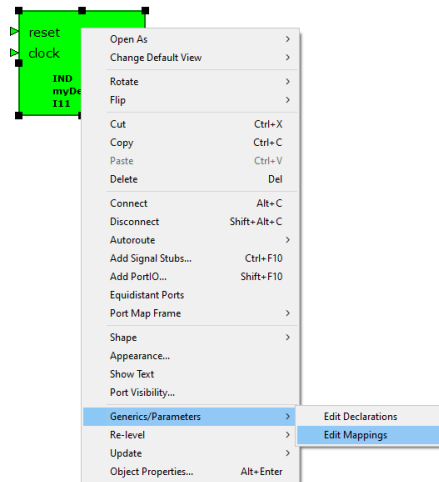 reset
clock
IND
I11
Open As
Change Default View
Rotate
Flip
Cut Ctrl+X
Copy Ctrl+C
Paste Ctrl+V
Delete Del
Connect Alt+C
Disconnect Shift+Alt+C
Autoroute
Add Signal Stubs... Ctrl+F10
Add PortIO... Shift+F10
Equidistant Ports
Port Map Frame
Shape
Appearance...
Show Text
Port Visibility...
Generics/Parameters
Edit Declarations
Edit Mappings
Re-level
Update
Object Properties... Alt+Enter